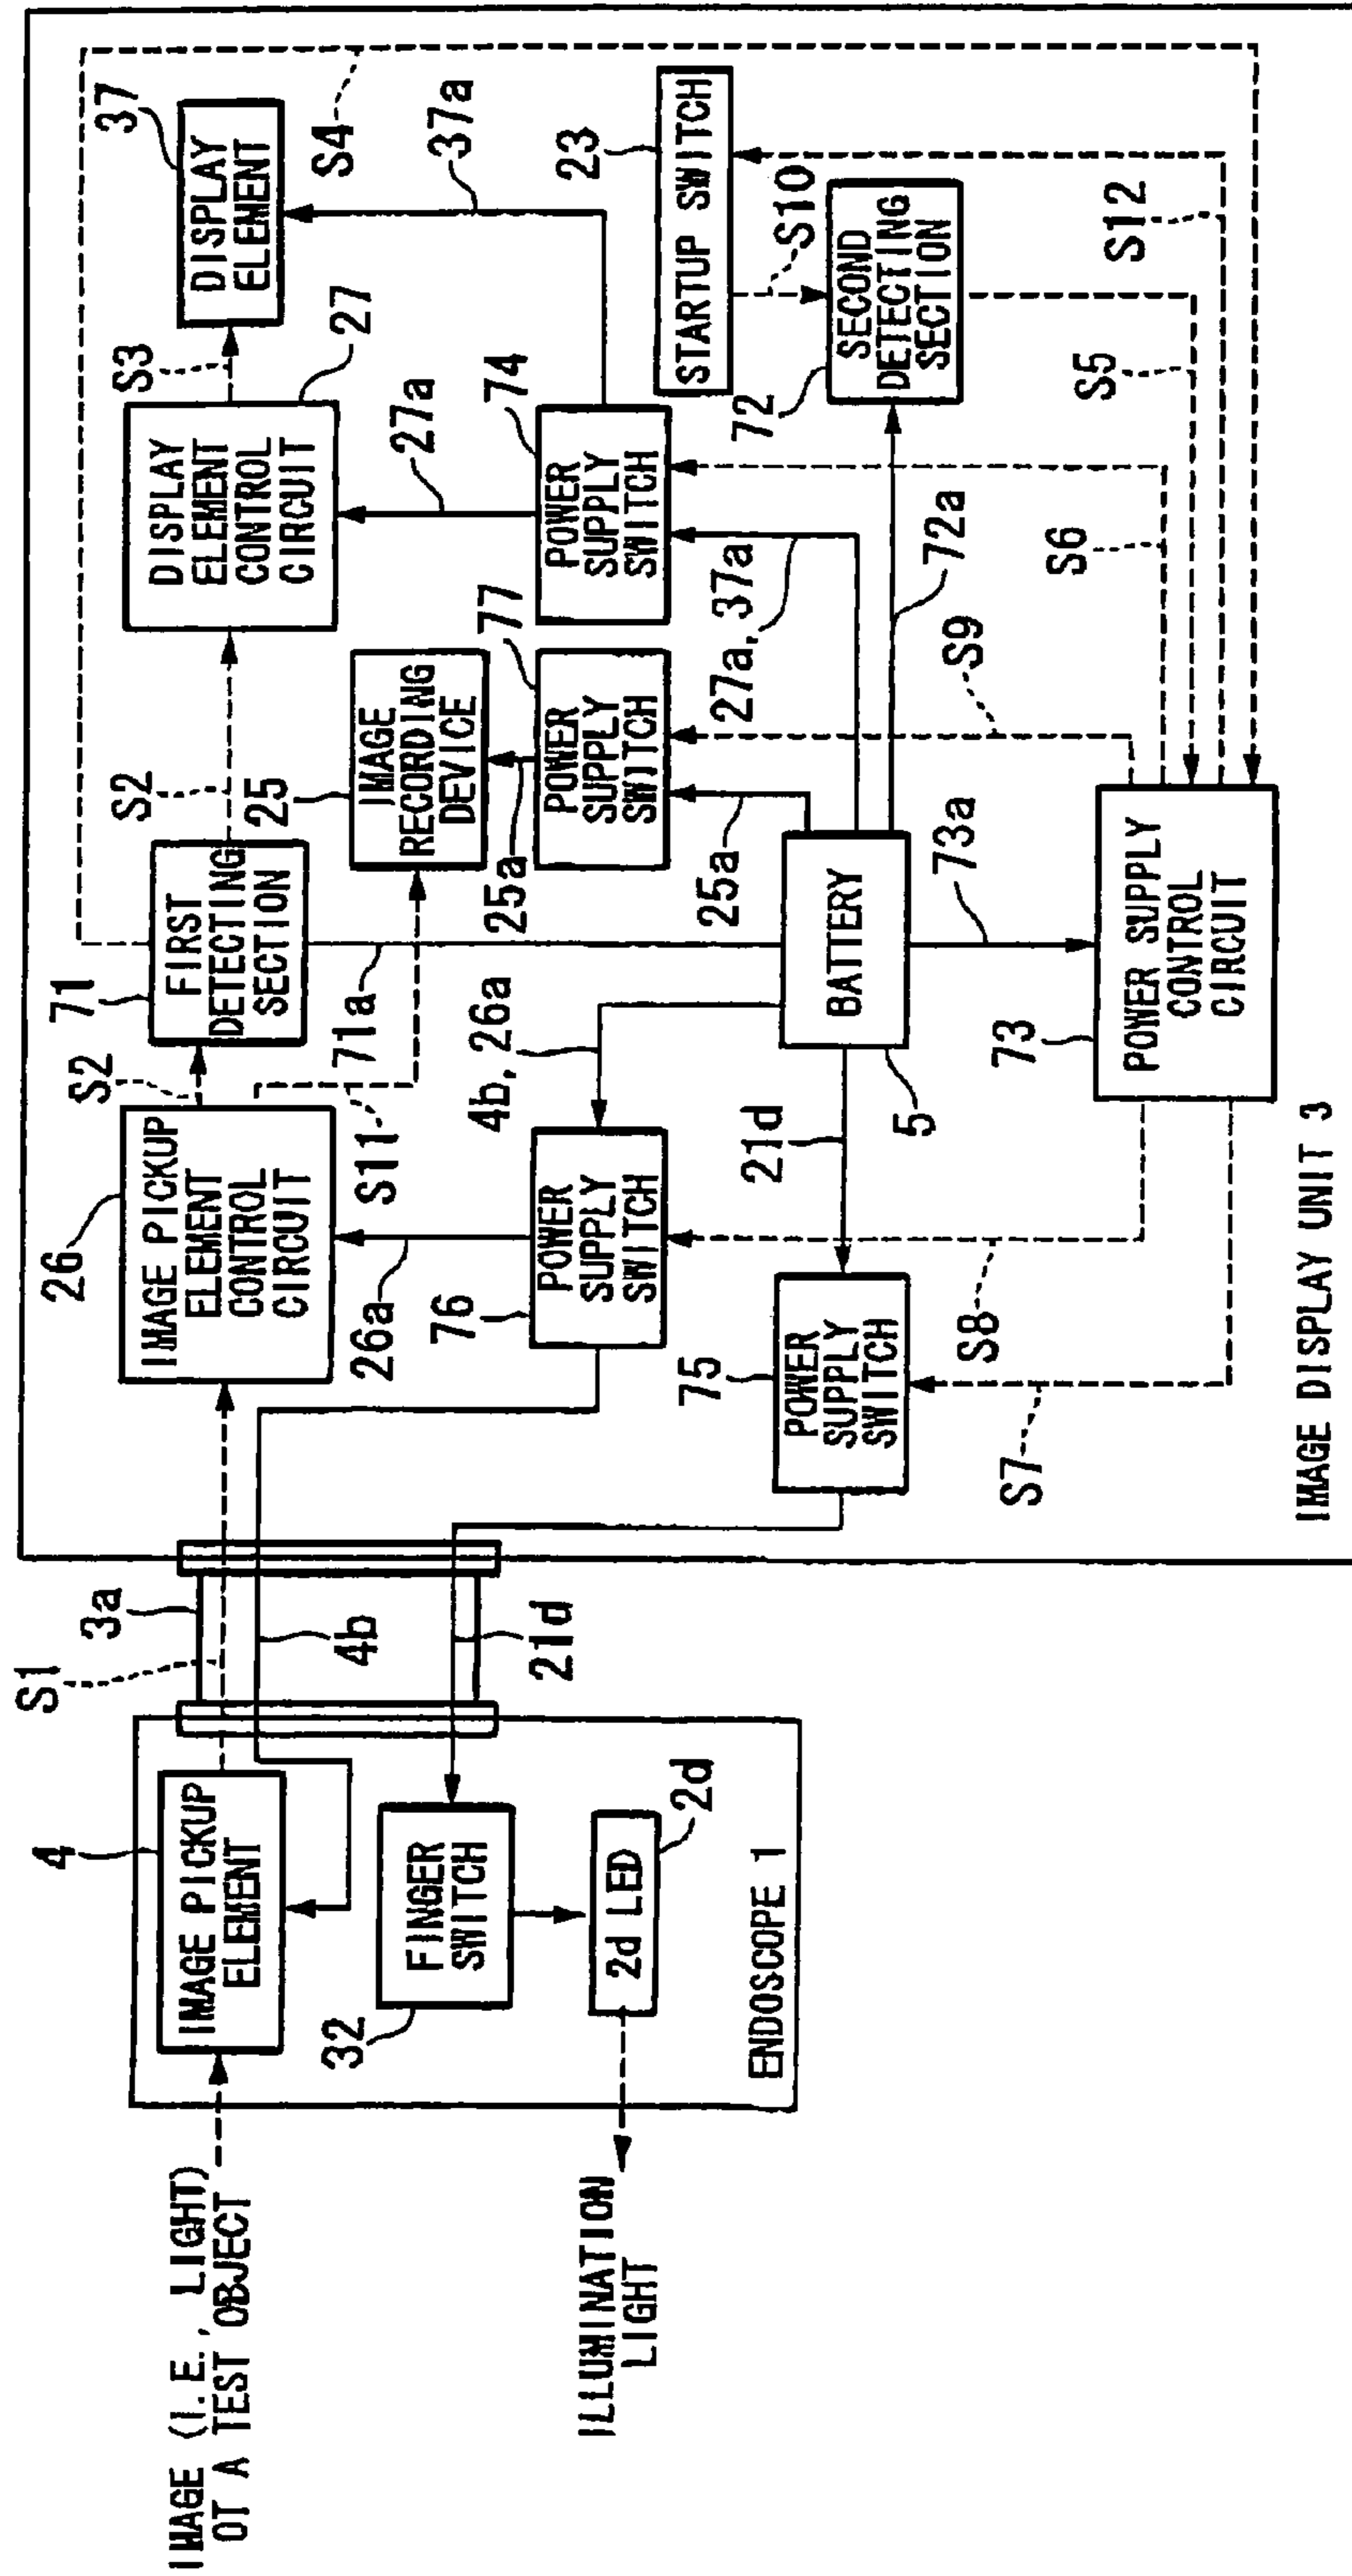 IMAGE (I.E., LIGHT)
OT A TEST OBJECT
ILLUMINATION
LIGHT
4
IMAGE PICKUP
ELEMENT
32
FINGER
SWITCH
2d LED
2d
ENDOSCOPE 1
S1
3a
4b
21d
26
IMAGE PICKUP
ELEMENT
CONTROL
CIRCUIT
S2
71
FIRST
DETECTING
SECTION
S2
DISPLAY
ELEMENT
CONTROL
CIRCUIT
27
S3
37
DISPLAY
ELEMENT
S4
26a
S11
71a
25
IMAGE
RECORDING
DEVICE
25a
27a
37a
76
POWER
SUPPLY
SWITCH
4b, 26a
77
POWER
SUPPLY
SWITCH
74
POWER
SUPPLY
SWITCH
23
STARTUP SWITCH
S10
75
POWER
SUPPLY
SWITCH
21d
5
BATTERY
25a
27a, 37a
72
SECOND
DETECTING
SECTION
72a
S8
S7
73
73a
POWER SUPPLY
CONTROL
CIRCUIT
S9
S6
S5
S12
IMAGE DISPLAY UNIT 3